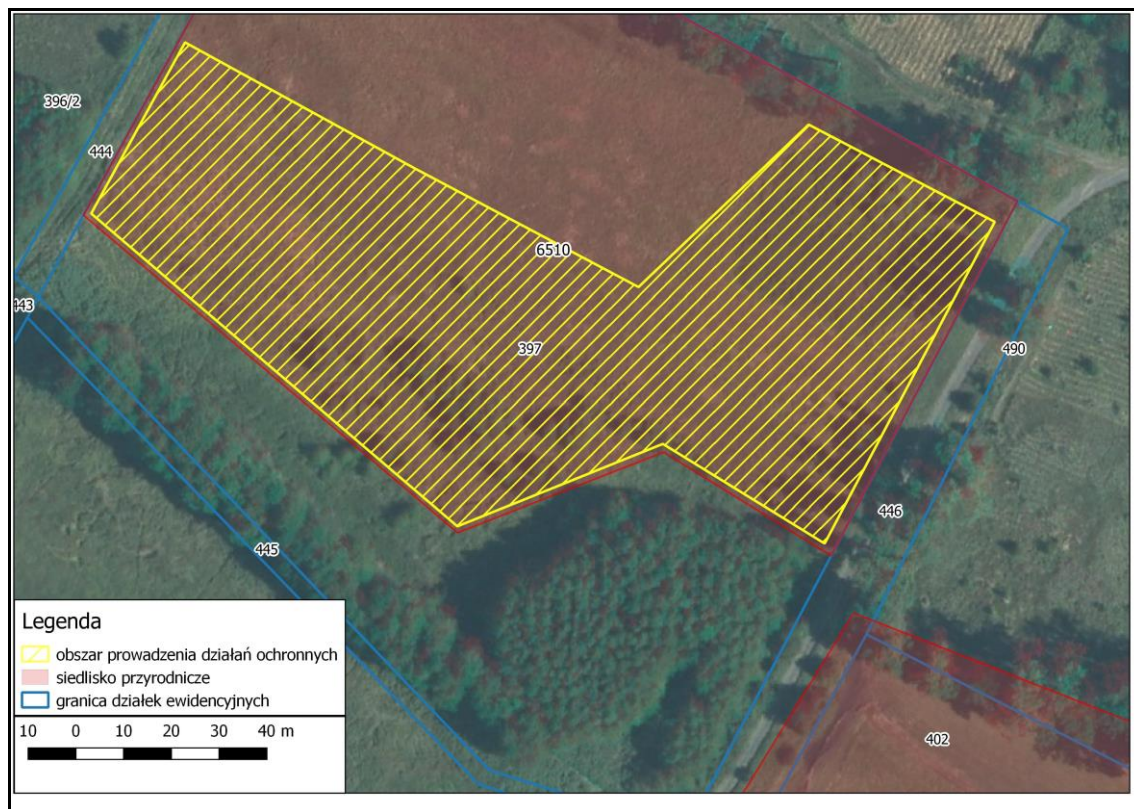 396/2
444
6510
443
397
490
446
445
402
Legenda
obszar prowadzenia działań ochronnych
siedlisko przyrodnicze
granica działek ewidencyjnych
10 0 10 20 30 40 m